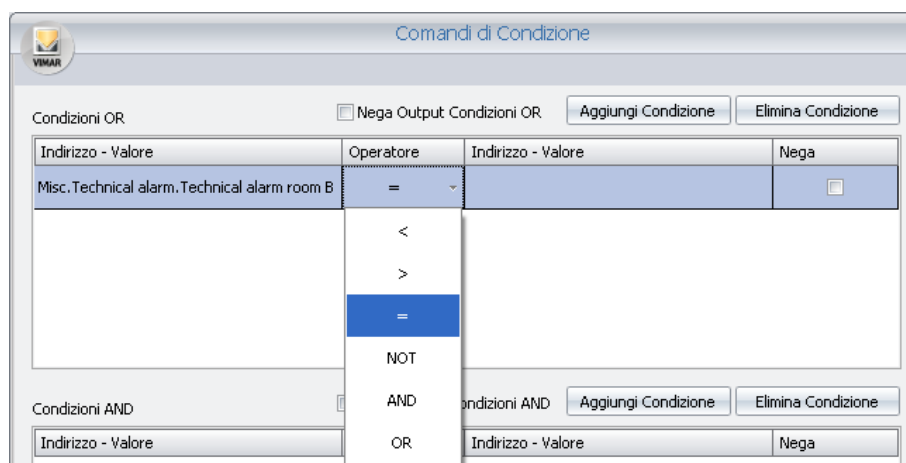 Comandi di Condizione
VIMAR
Condizioni OR Nega Output Condizioni OR Aggiungi Condizione Elimina Condizione
Indirizzo - Valore Operatore Indirizzo - Valore Nega
Misc.Technical alarm.Technical alarm room B =
<
>
=
NOT
AND
OR
Condizioni AND ondizioni AND Aggiungi Condizione Elimina Condizione
Indirizzo - Valore Indirizzo - Valore Nega